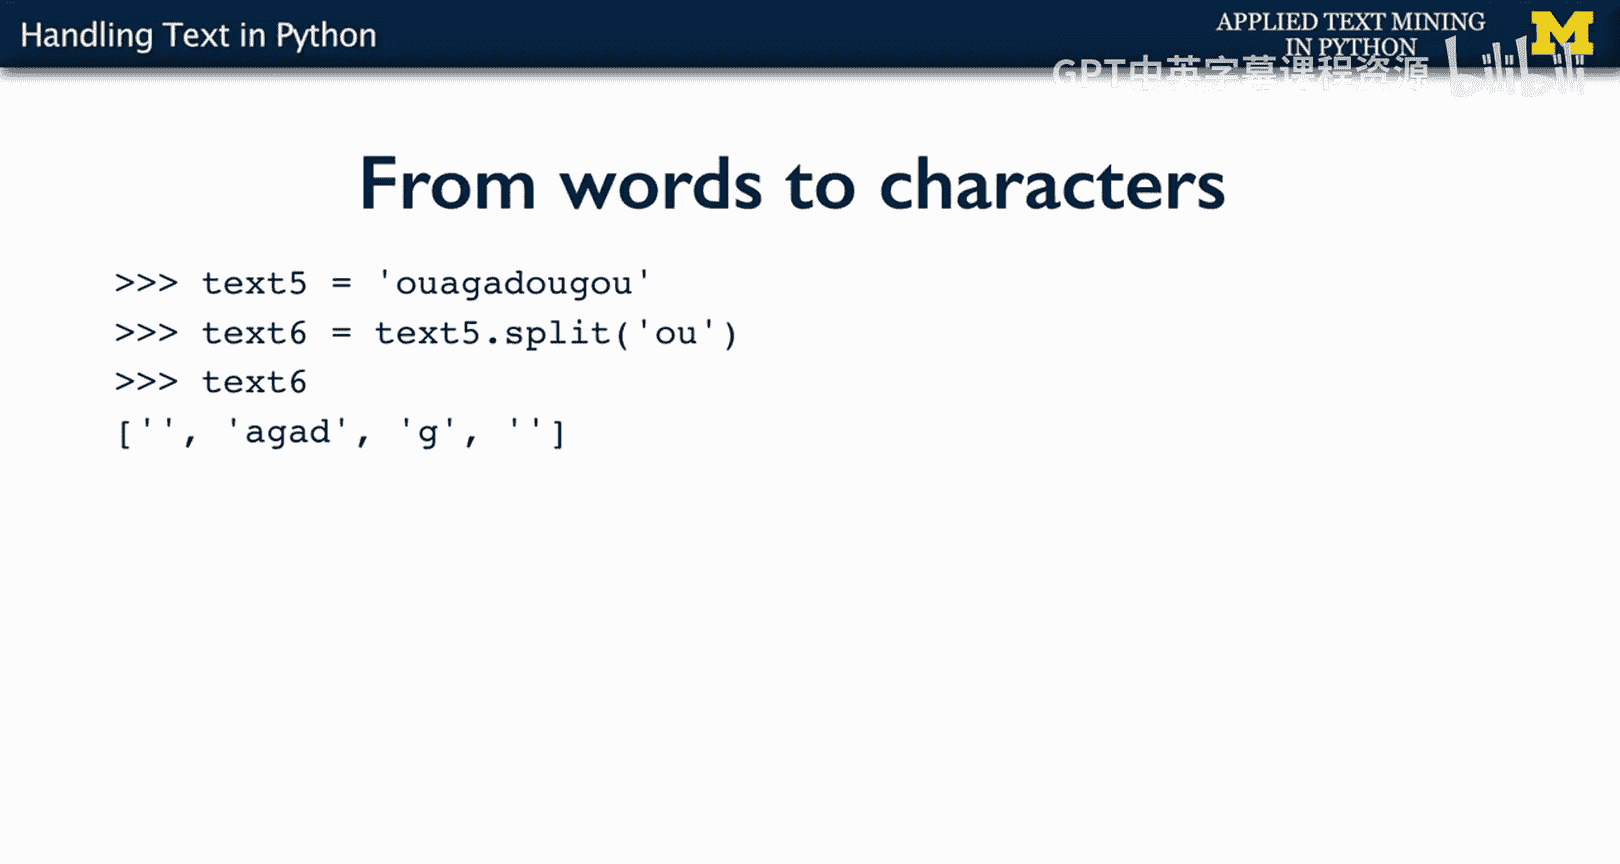 Handling Text in Python
APPLIED TEXT MINING
IN PYTHON
M
GPT中英字幕课程资源 bilibili
From words to characters
>>> text5 = 'ouagadougou'
>>> text6 = text5.split('ou')
>>> text6
['', 'agad', 'g', '']